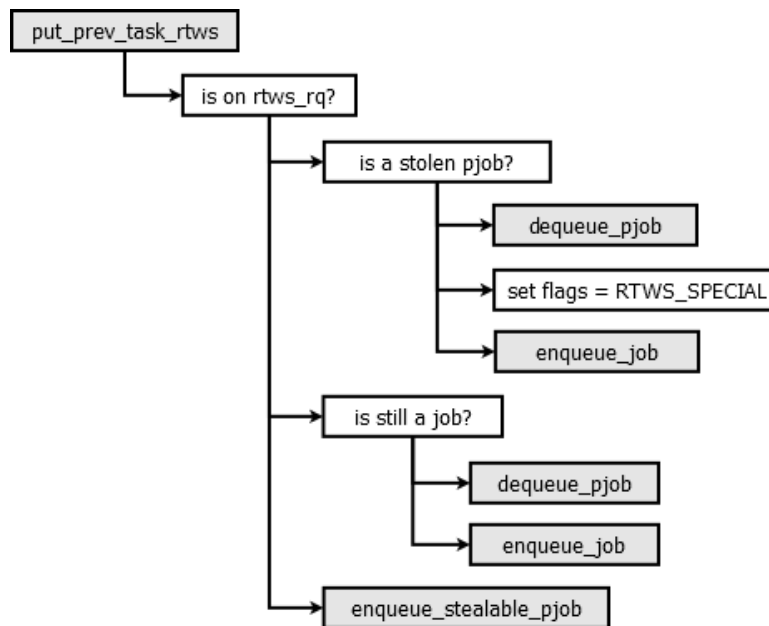 put_prev_task_rtws
is on rtws_rq?
is a stolen pjob?
dequeue_pjob
set flags = RTWS_SPECIAL
enqueue_job
is still a job?
dequeue_pjob
enqueue_job
enqueue_stealable_pjob